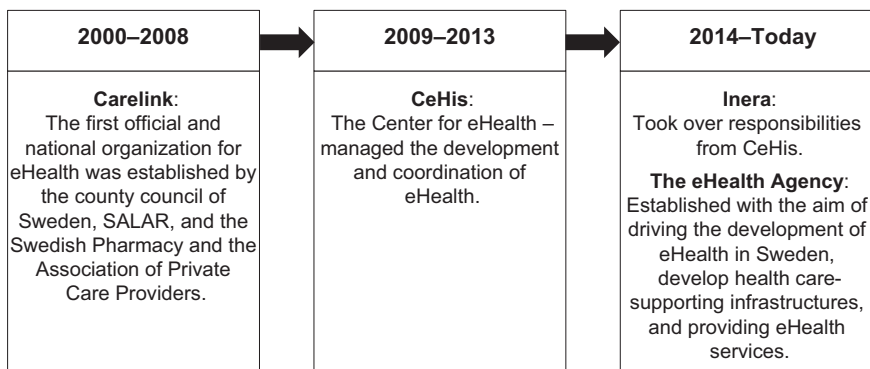 2000–2008
Carelink:
The first official and
national organization for
eHealth was established by
the county council of
Sweden, SALAR, and the
Swedish Pharmacy and the
Association of Private
Care Providers.
2009–2013
CeHis:
The Center for eHealth –
managed the development
and coordination of
eHealth.
2014–Today
Inera:
Took over responsibilities
from CeHis.
The eHealth Agency:
Established with the aim of
driving the development of
eHealth in Sweden,
develop health care-
supporting infrastructures,
and providing eHealth
services.